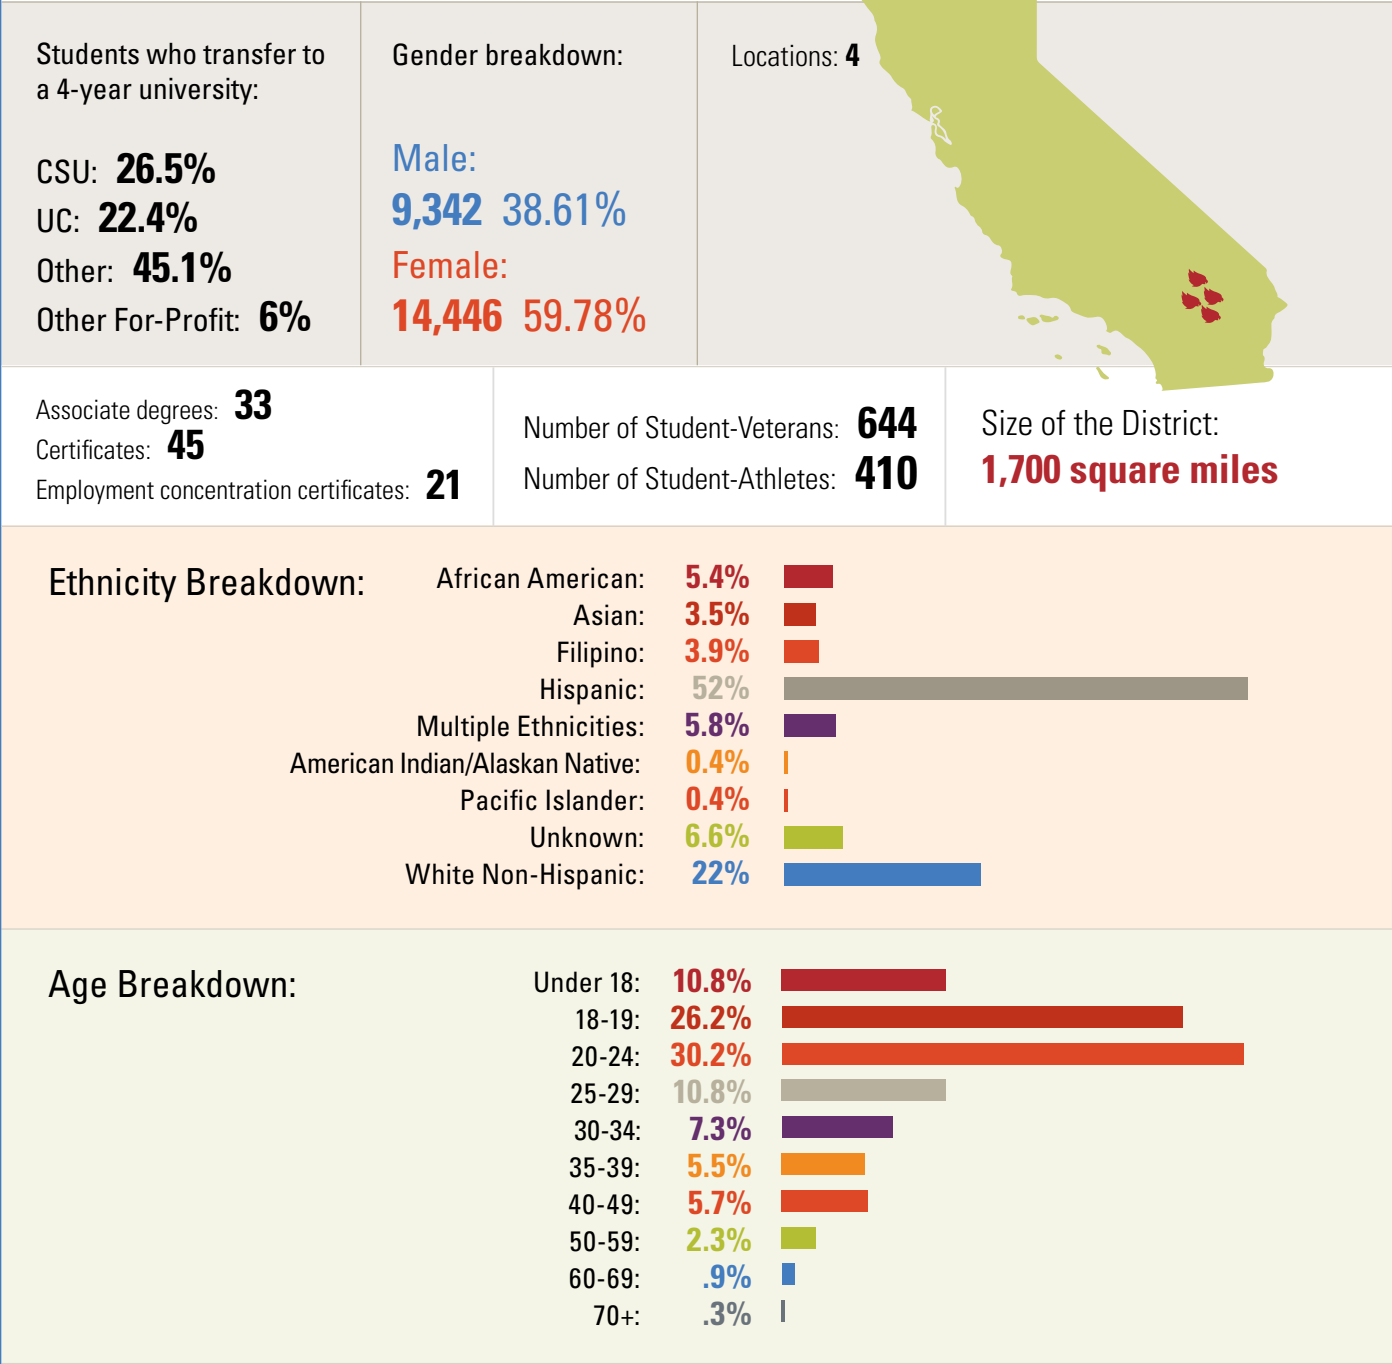 Students who transfer to
a 4-year university:
CSU: 26.5%
UC: 22.4%
Other: 45.1%
Other For-Profit: 6%
Gender breakdown:
Male:
9,342 38.61%
Female:
14,446 59.78%
Locations: 4
Associate degrees: 33
Certificates: 45
Employment concentration certificates: 21
Number of Student-Veterans: 644
Number of Student-Athletes: 410
Size of the District:
1,700 square miles
Ethnicity Breakdown:
African American: 5.4%
Asian: 3.5%
Filipino: 3.9%
Hispanic: 52%
Multiple Ethnicities: 5.8%
American Indian/Alaskan Native: 0.4%
Pacific Islander: 0.4%
Unknown: 6.6%
White Non-Hispanic: 22%
Age Breakdown:
Under 18: 10.8%
18-19: 26.2%
20-24: 30.2%
25-29: 10.8%
30-34: 7.3%
35-39: 5.5%
40-49: 5.7%
50-59: 2.3%
60-69: .9%
70+: .3%